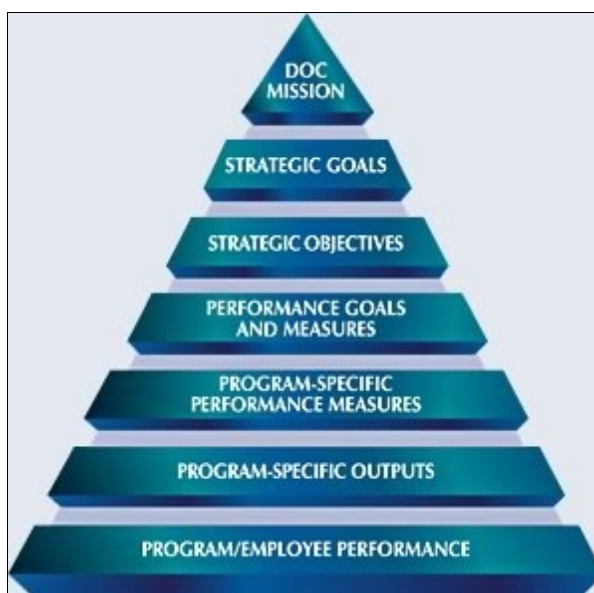 DOC
MISSION
STRATEGIC GOALS
STRATEGIC OBJECTIVES
PERFORMANCE GOALS
AND MEASURES
PROGRAM-SPECIFIC
PERFORMANCE MEASURES
PROGRAM-SPECIFIC OUTPUTS
PROGRAM/EMPLOYEE PERFORMANCE